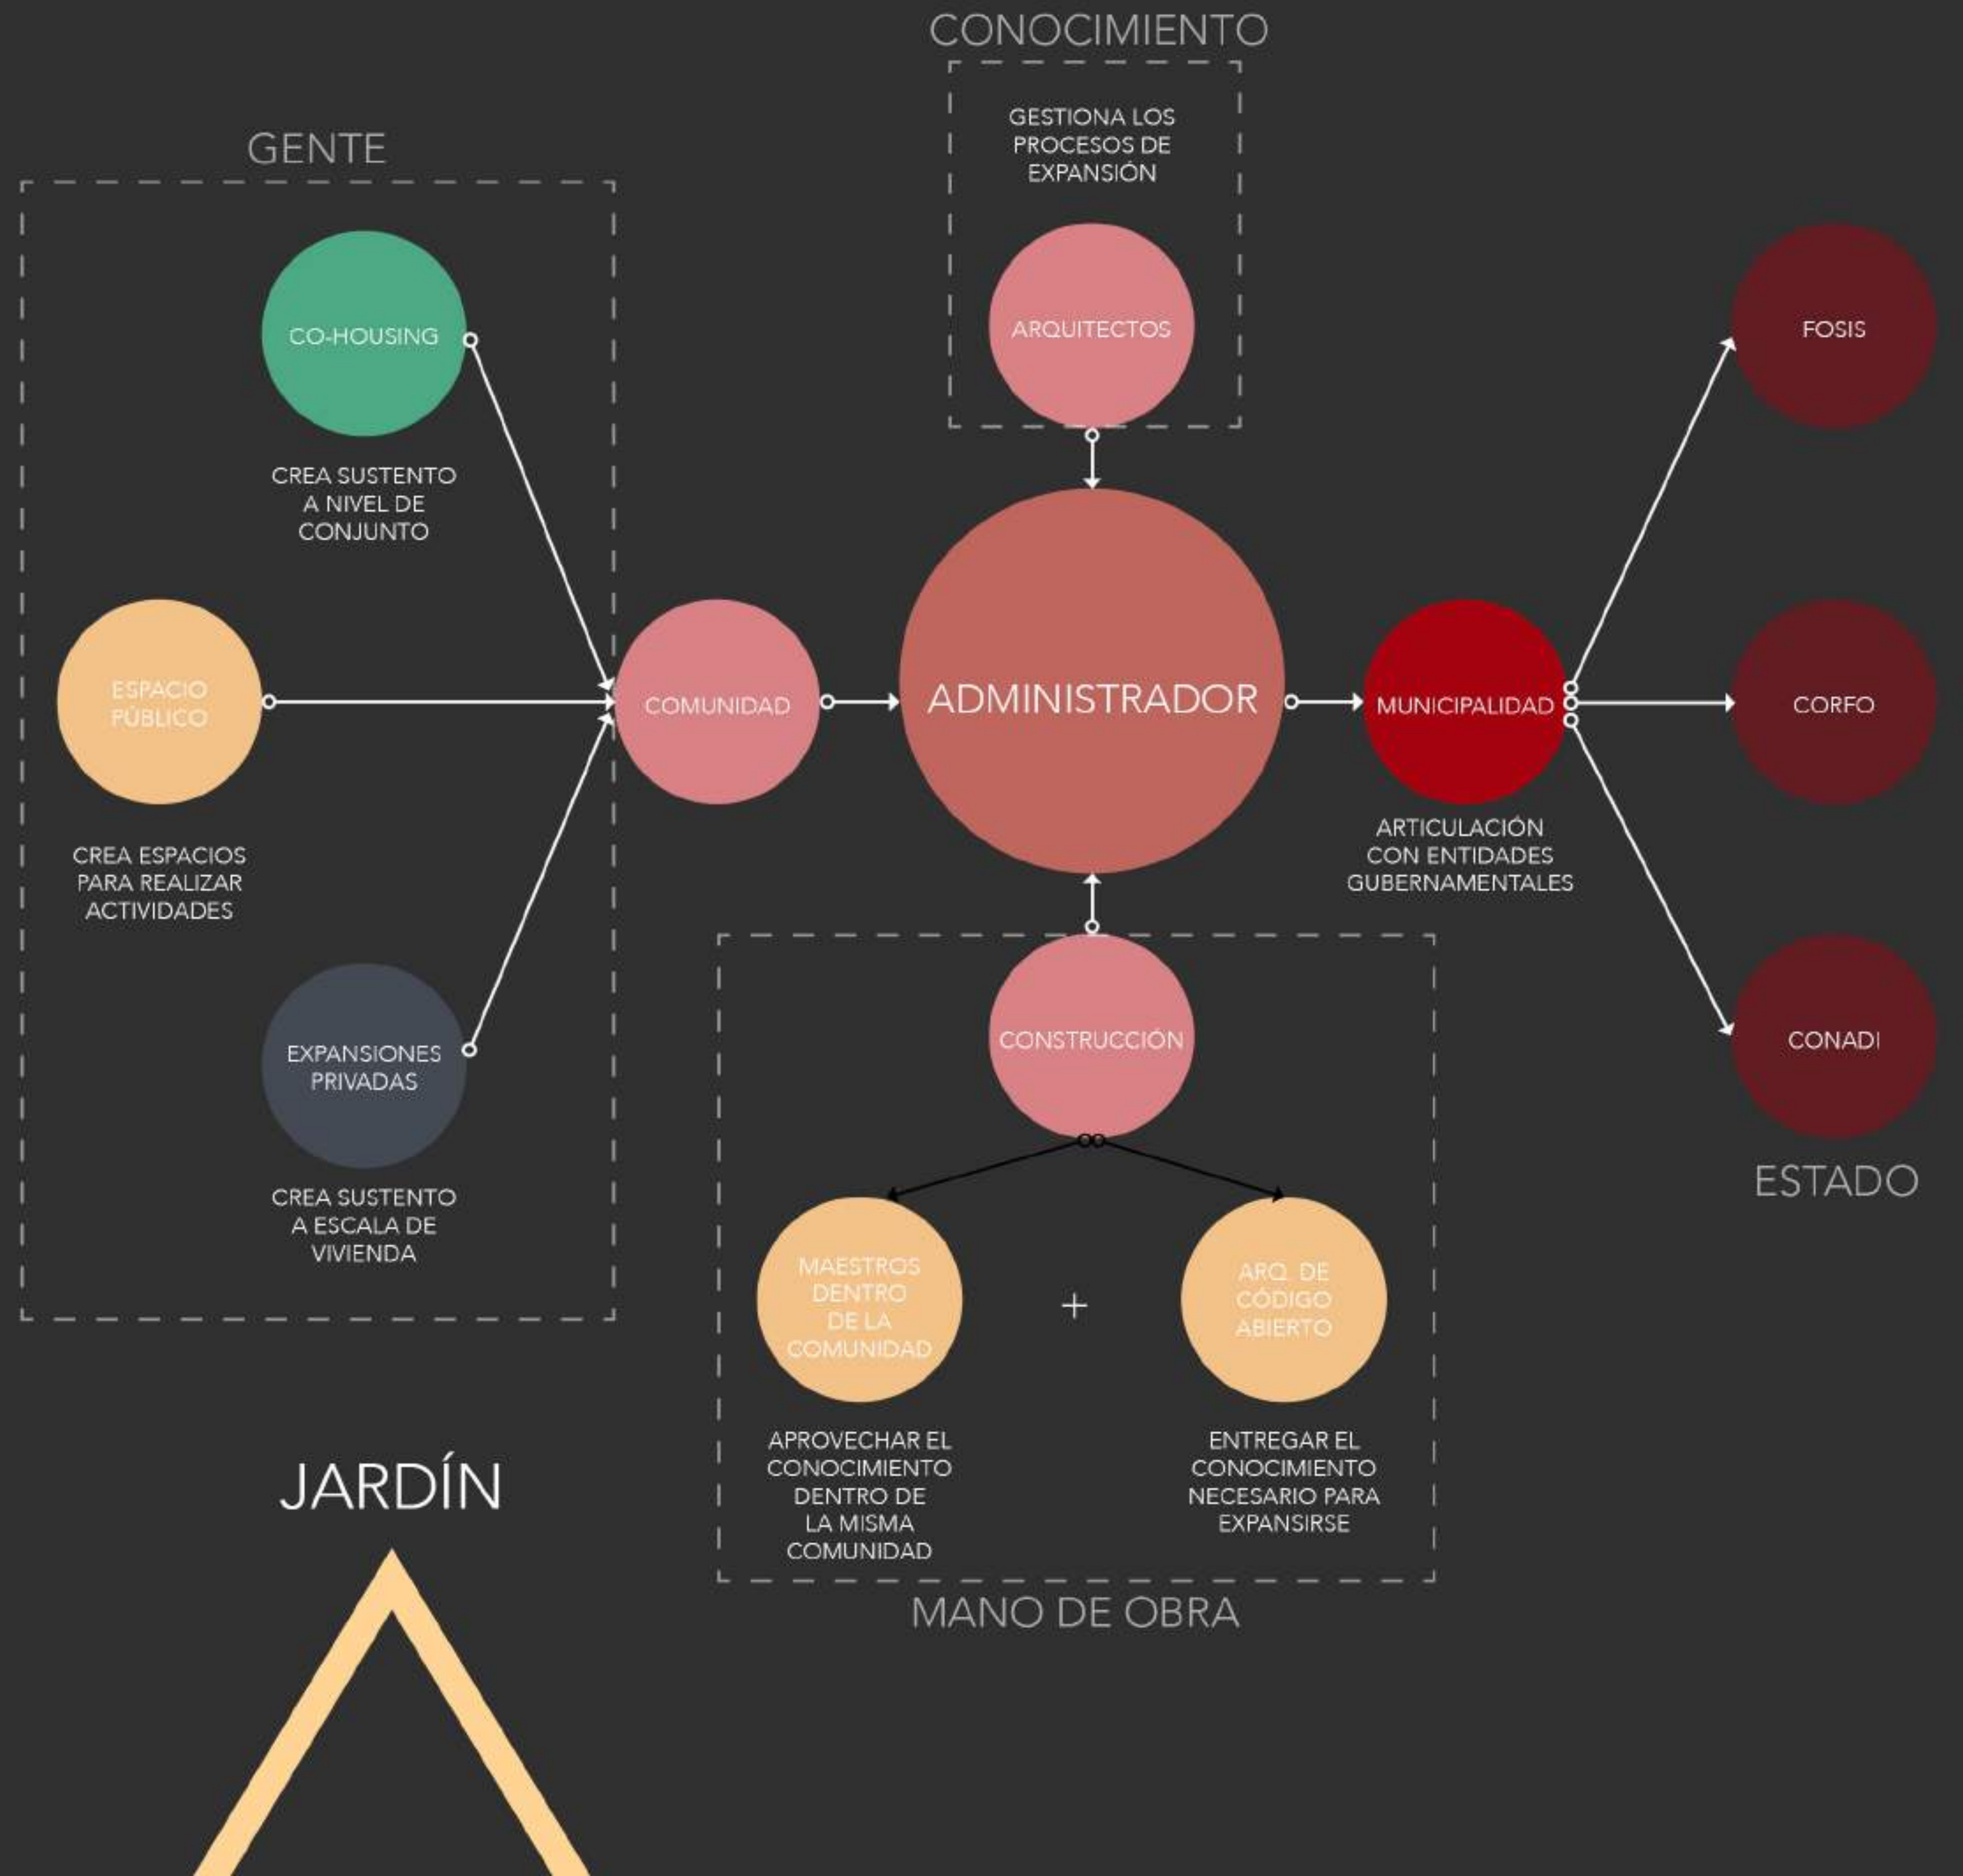 CONOCIMIENTO
GESTIONA LOS
PROCESOS DE
EXPANSIÓN
ARQUITECTOS
GENTE
CO-HOUSING
CREA SUSTENTO
A NIVEL DE
CONJUNTO
ESPACIO
PÚBLICO
CREA ESPACIOS
PARA REALIZAR
ACTIVIDADES
EXPANSIONES
PRIVADAS
CREA SUSTENTO
A ESCALA DE
VIVIENDA
COMUNIDAD
ADMINISTRADOR
MUNICIPALIDAD
ARTICULACIÓN
CON ENTIDADES
GUBERNAMENTALES
FOSIS
CORFO
CONADI
ESTADO
CONSTRUCCIÓN
MAESTROS
DENTRO
DE LA
COMUNIDAD
+
ARQ. DE
CÓDIGO
ABIERTO
APROVECHAR EL
CONOCIMIENTO
DENTRO DE
LA MISMA
COMUNIDAD
ENTREGAR EL
CONOCIMIENTO
NECESARIO PARA
EXPANSIRSE
MANO DE OBRA
JARDÍN